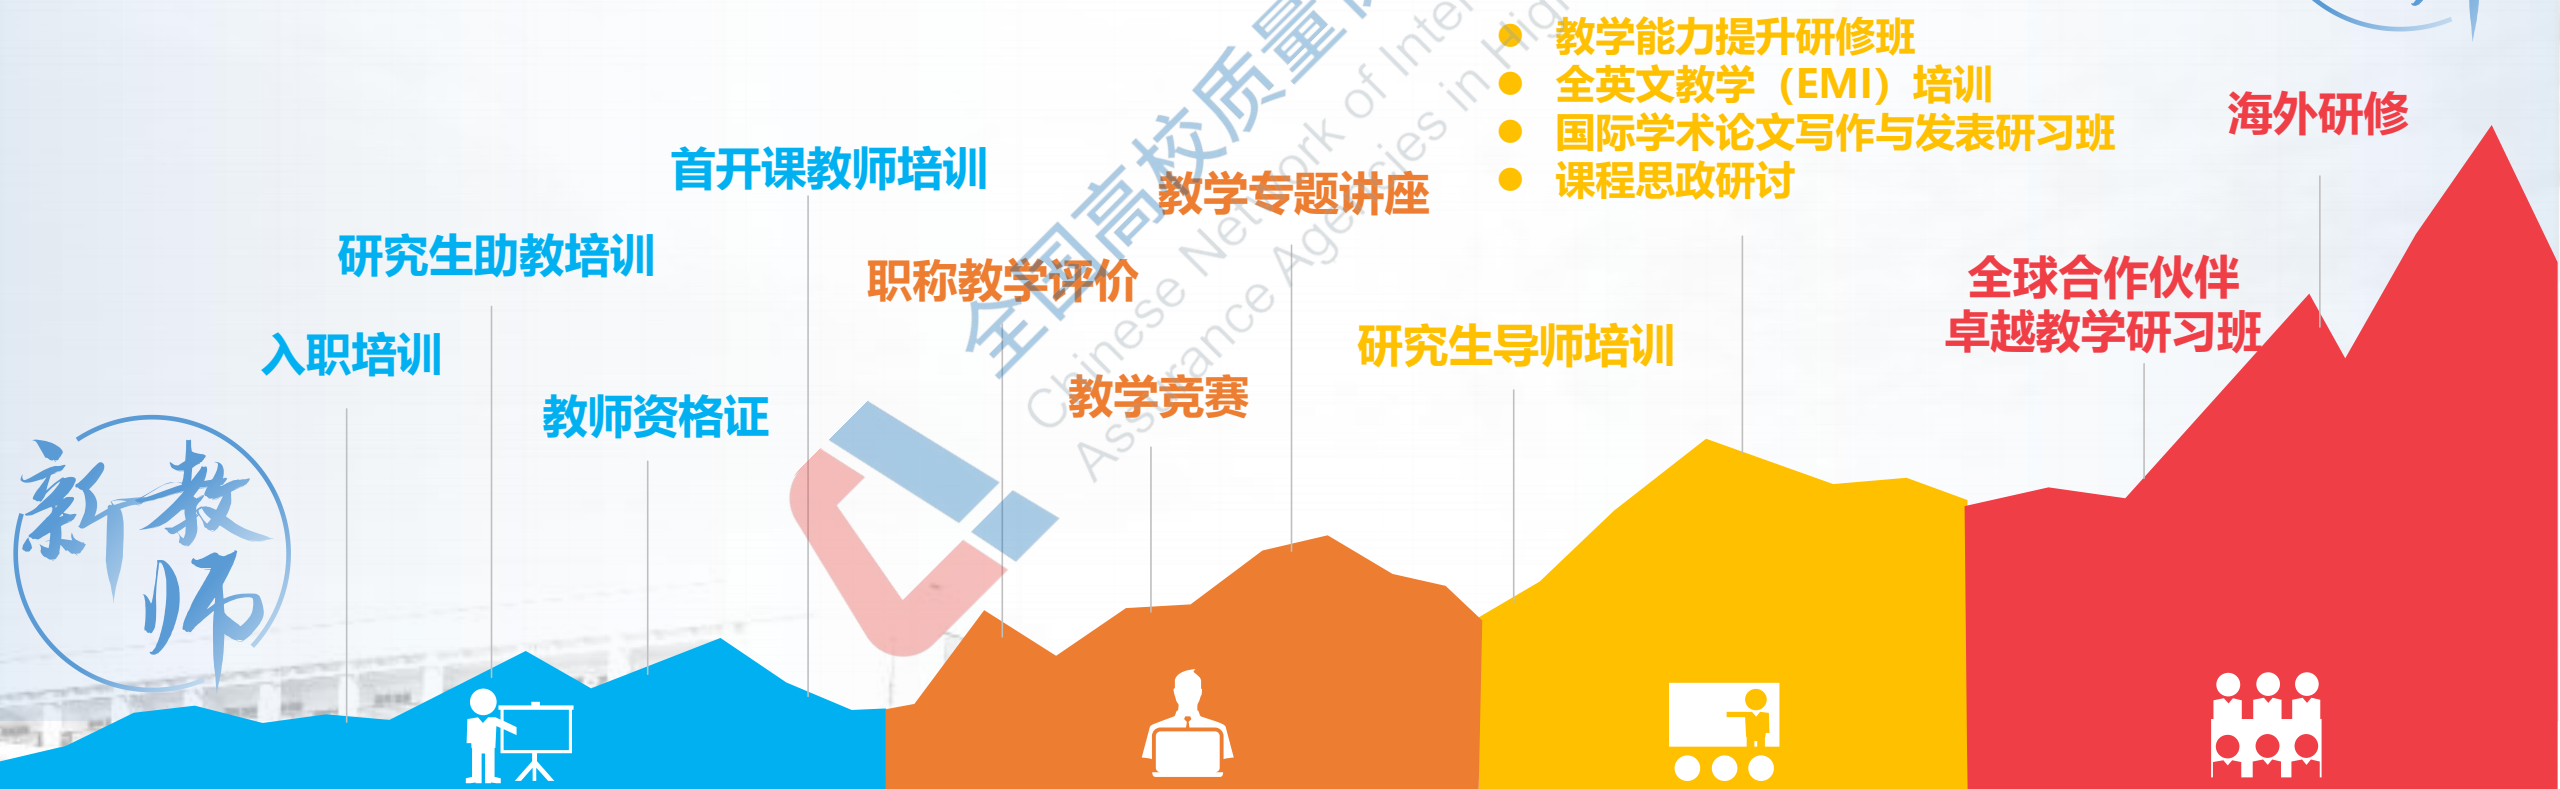 新教师
入职培训
研究生助教培训
教师资格证
首开课教师培训
职称教学评价
教学竞赛
教学专题讲座
研究生导师培训
● 教学能力提升研修班
● 全英文教学（EMI）培训
● 国际学术论文写作与发表研习班
● 课程思政研讨
全球合作伙伴
卓越教学研习班
海外研修
全国高校质量
Chinese Network of Inter
Assurance Agencies in High